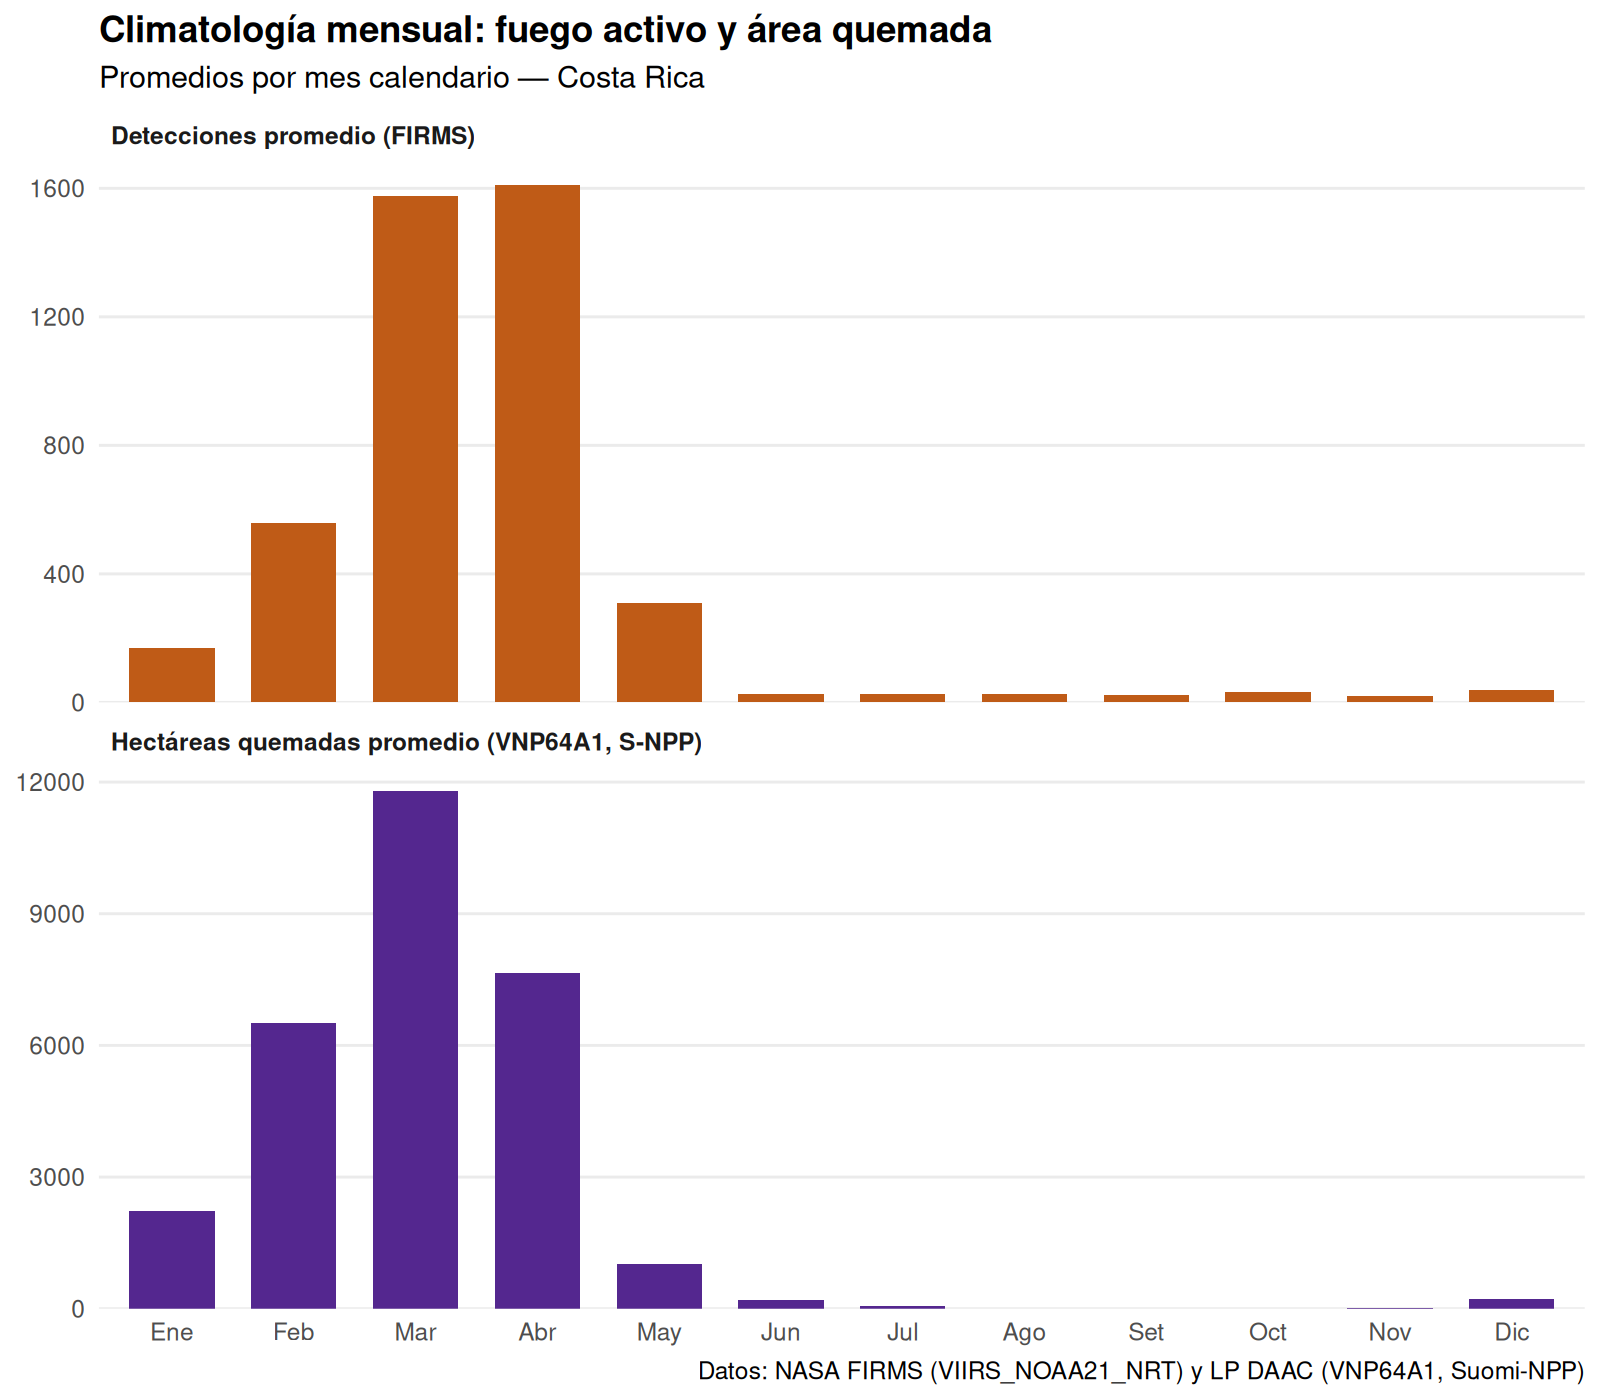 Climatología mensual: fuego activo y área quemada
Promedios por mes calendario — Costa Rica
Detecciones promedio (FIRMS)
1600
1200
800
400
0
Hectáreas quemadas promedio (VNP64A1, S-NPP)
12000
9000
6000
3000
0
Ene Feb Mar Abr May Jun Jul Ago Set Oct Nov Dic
Datos: NASA FIRMS (VIIRS_NOAA21_NRT) y LP DAAC (VNP64A1, Suomi-NPP)